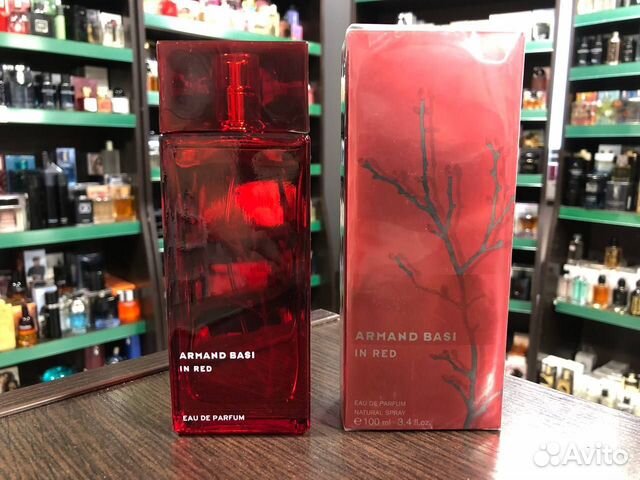 ARMAND BASI
IN RED
EAU DE PARFUM
ARMAND BASI
IN RED
EAU DE PARFUM
NATURAL SPRAY
e 100 ml - 3.4 fl.oz.
Avito